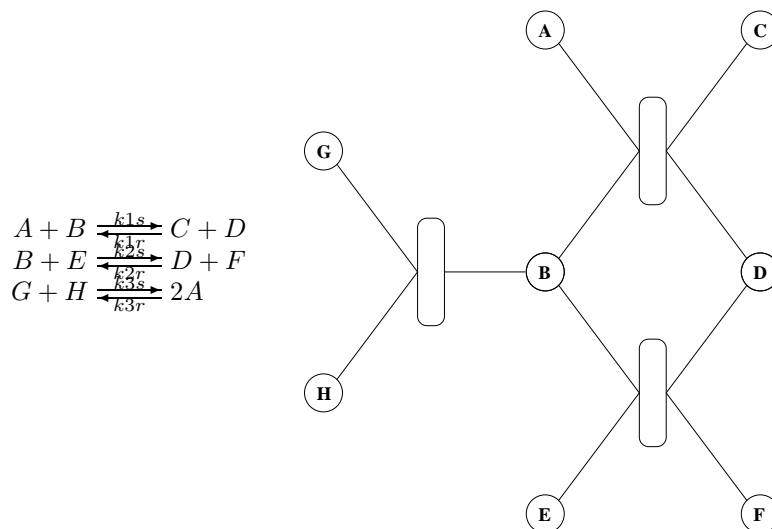 A
C
G
k1s
A + B ⇌ C + D
k1r
k2s
B + E ⇌ D + F
k2r
k3s
G + H ⇌ 2A
k3r
B
D
H
E
F